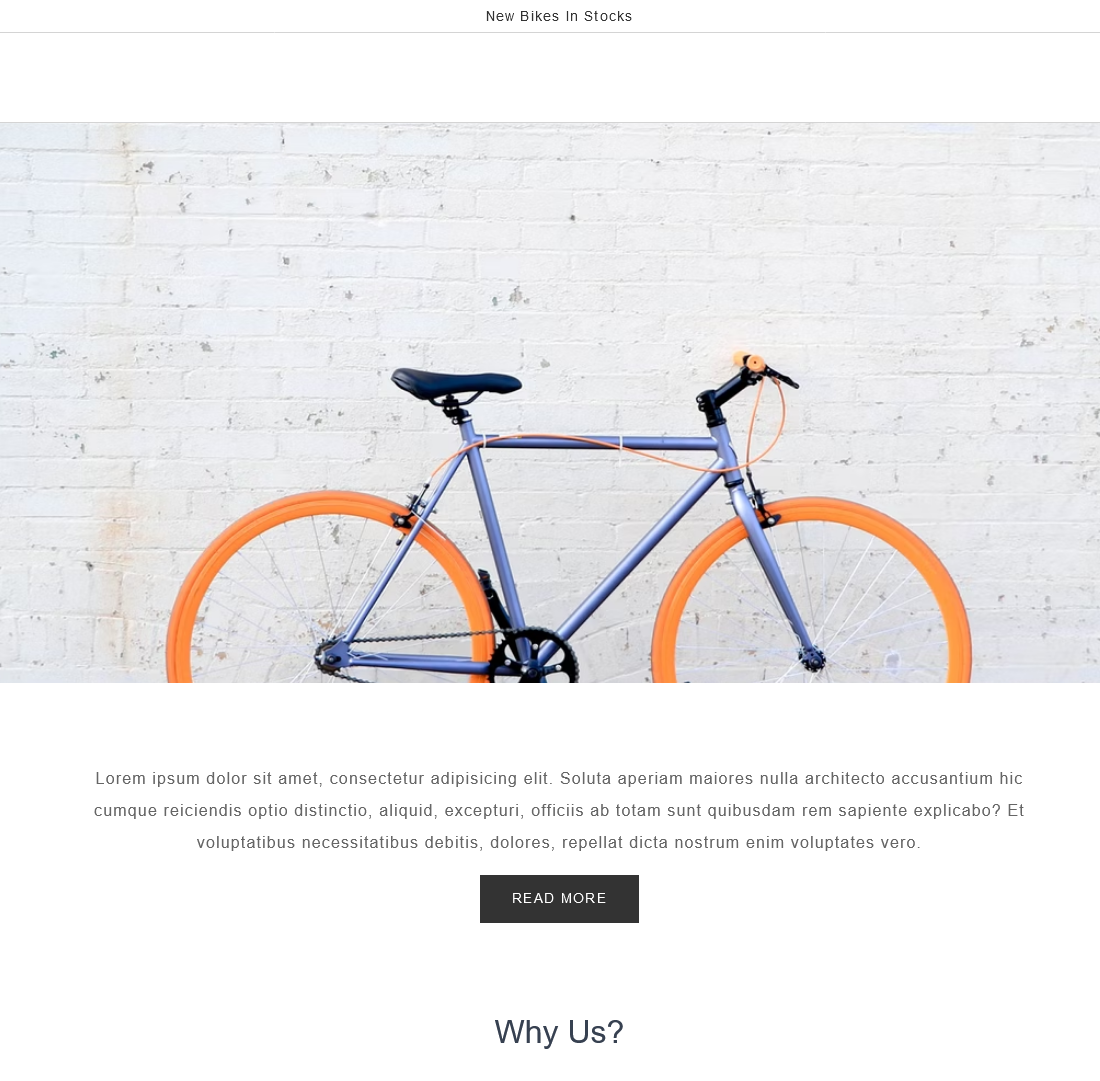 New Bikes In Stocks
Lorem ipsum dolor sit amet, consectetur adipisicing elit. Soluta aperiam maiores nulla architecto accusantium hic
cumque reiciendis optio distinctio, aliquid, excepturi, officiis ab totam sunt quibusdam rem sapiente explicabo? Et
voluptatibus necessitatibus debitis, dolores, repellat dicta nostrum enim voluptates vero.
READ MORE
Why Us?